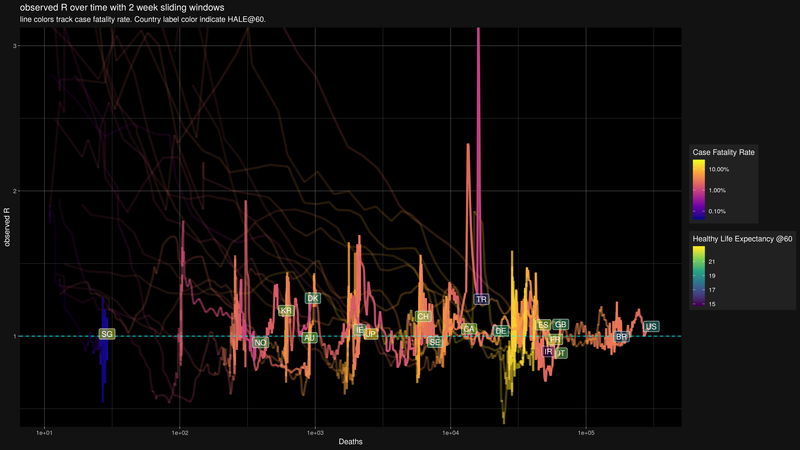 observed R over time with 2 week sliding windows
line colors track case fatality rate. Country label color indicate HALE@60.
3
2
1
observed R
1e+01
1e+02
1e+03
1e+04
1e+05
Deaths
SG
NO
KR
DK
AU
IE
JP
CH
SE
CA
TR
DE
ES
GB
FR
IR
IT
BR
US
Case Fatality Rate
10.00%
1.00%
0.10%
Healthy Life Expectancy @60
21
19
17
15